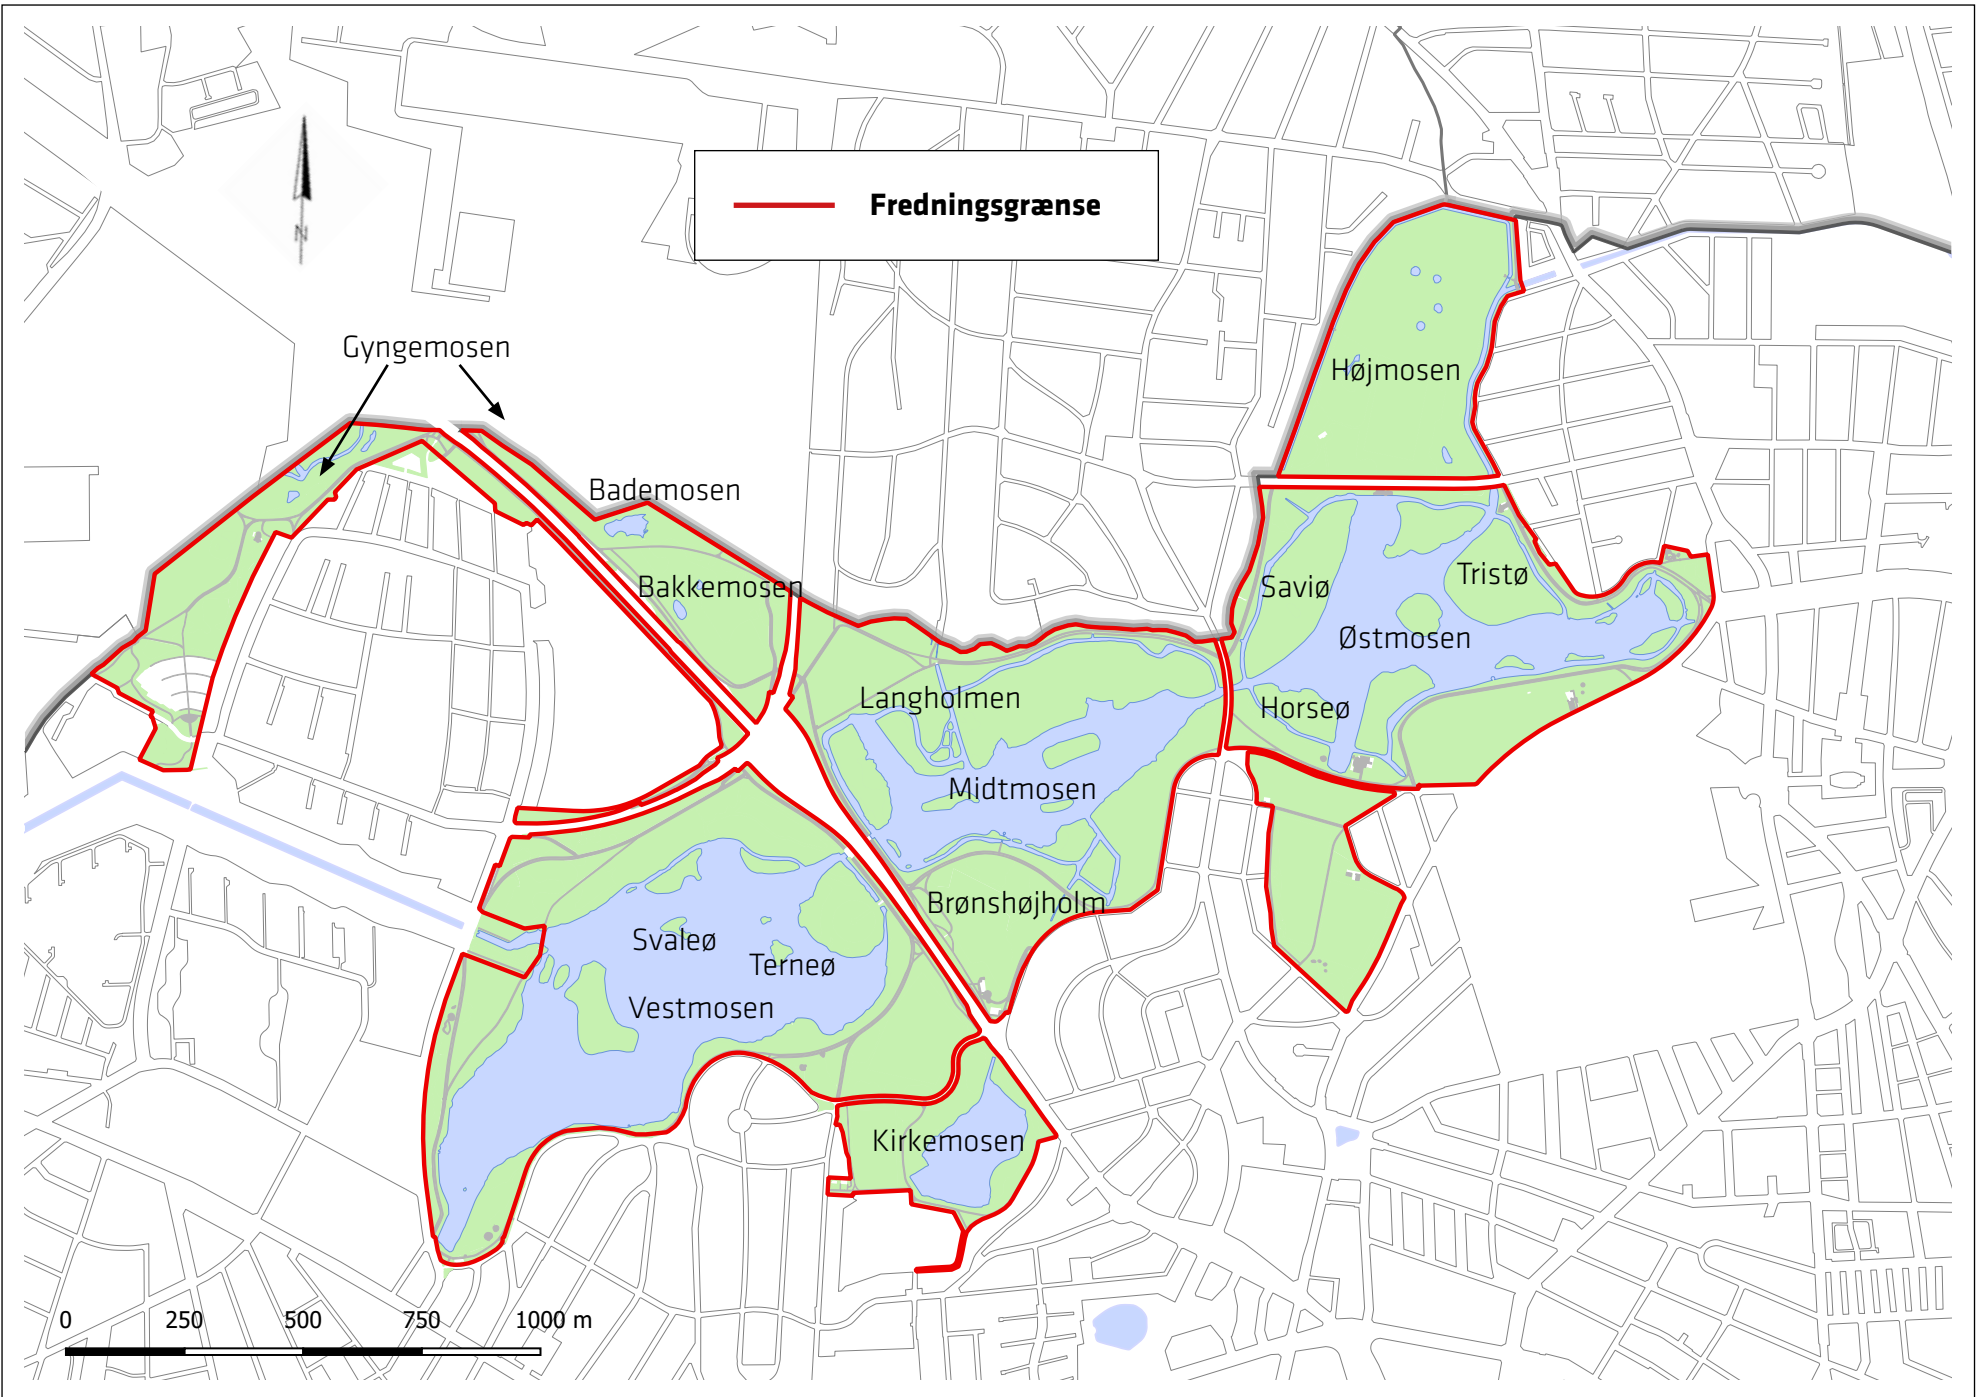 Fredningsgrænse
N
Gyngemosen
Højmosen
Bademosen
Bakkemosen
Saviø
Tristø
Østmosen
Langholmen
Horseø
Midtmosen
Brønshøjholm
Svaleø
Terneø
Vestmosen
Kirkemosen
0 250 500 750 1000 m